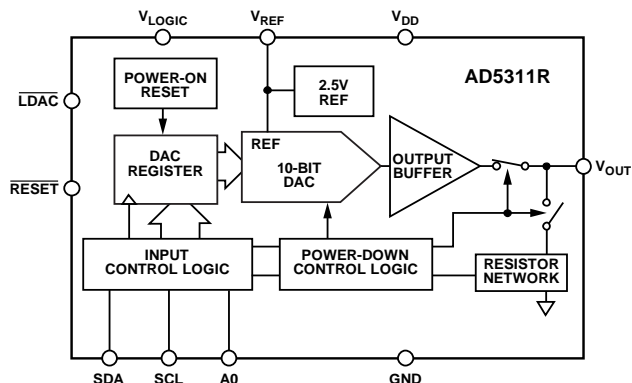 VLOGIC
VREF
VDD
AD5311R
POWER-ON
RESET
2.5V
REF
LDAC
DAC
REGISTER
REF
10-BIT
DAC
OUTPUT
BUFFER
VOUT
RESET
INPUT
CONTROL LOGIC
POWER-DOWN
CONTROL LOGIC
RESISTOR
NETWORK
SDA
SCL
A0
GND